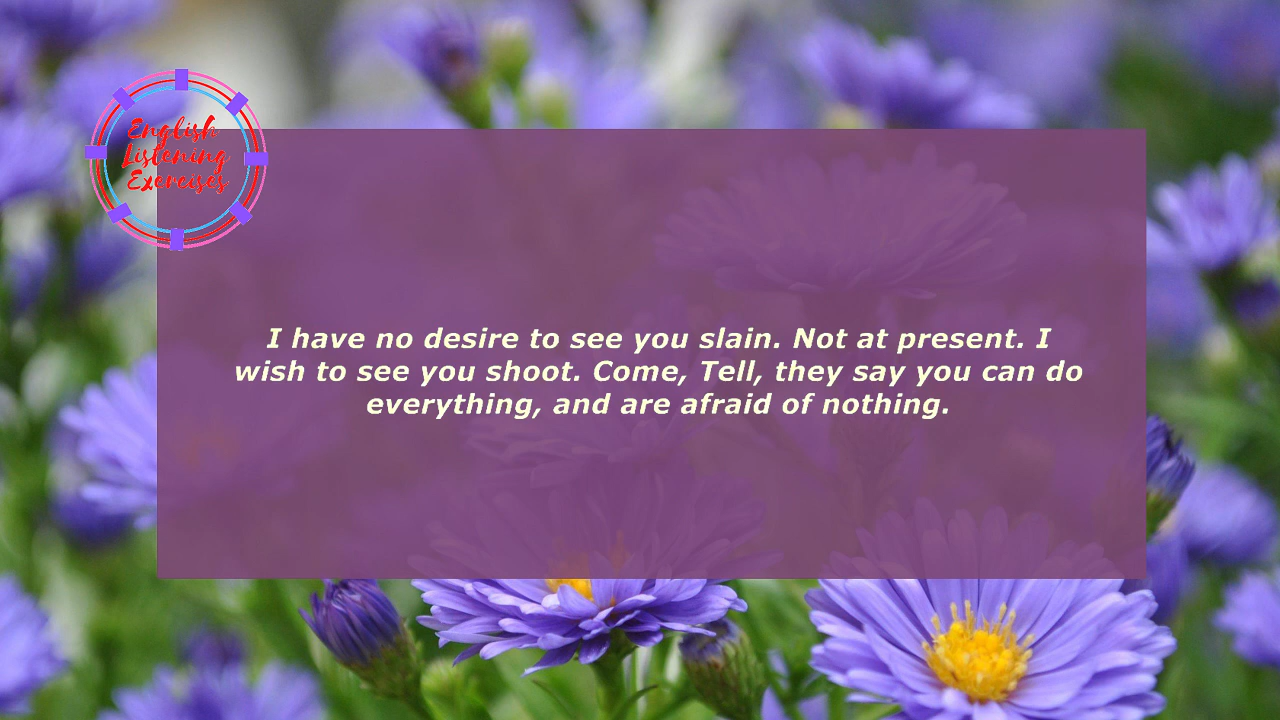 English
Listening
Exercises
I have no desire to see you slain. Not at present. I
wish to see you shoot. Come, Tell, they say you can do
everything, and are afraid of nothing.